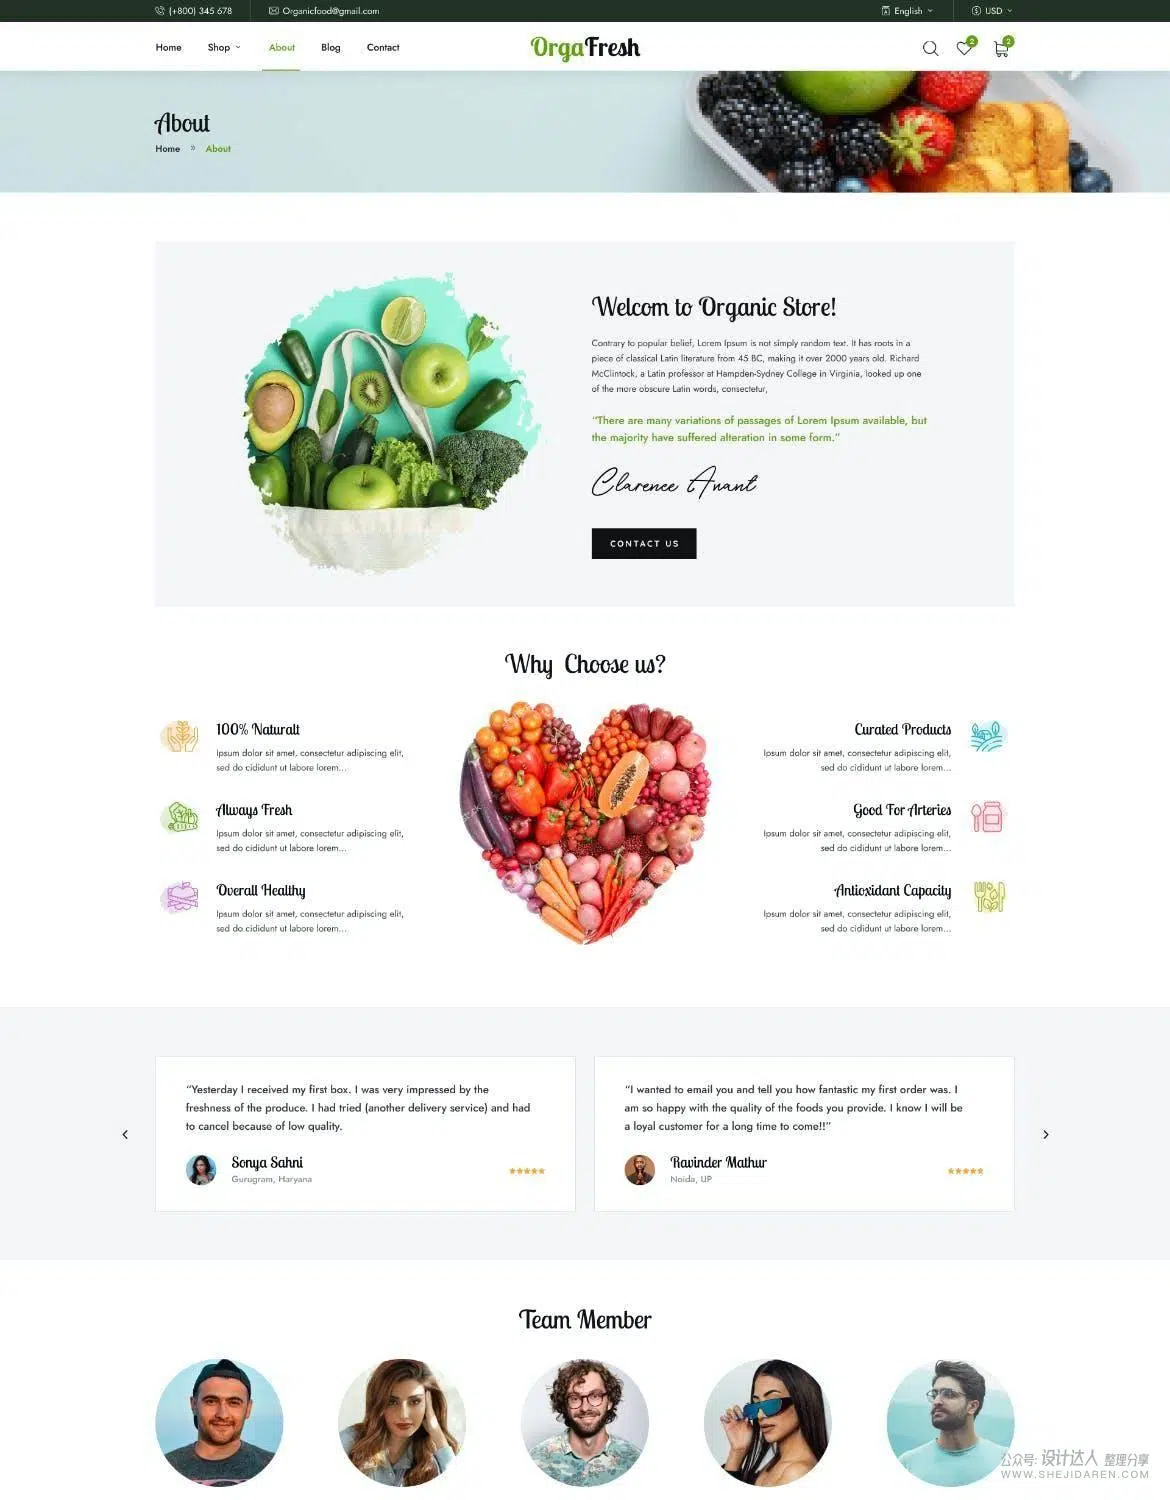 (+800) 345 678
Organicfood@gmail.com
English
USD
Home
Shop
About
Blog
Contact
OrgaFresh
2
2
About
Home » About
Welcom to Organic Store!
Contrary to popular belief, Lorem Ipsum is not simply random text. It has roots in a
piece of classical Latin literature from 45 BC, making it over 2000 years old. Richard
McClintock, a Latin professor at Hampden-Sydney College in Virginia, looked up one
of the more obscure Latin words, consectetur,
“There are many variations of passages of Lorem Ipsum available, but
the majority have suffered alteration in some form.”
Clarence Anant
CONTACT US
Why Choose us?
100% Naturalt
Ipsum dolor sit amet, consectetur adipiscing elit,
sed do cididunt ut labore lorem...
Always Fresh
Ipsum dolor sit amet, consectetur adipiscing elit,
sed do cididunt ut labore lorem...
Overall Healthy
Ipsum dolor sit amet, consectetur adipiscing elit,
sed do cididunt ut labore lorem...
Curated Products
Ipsum dolor sit amet, consectetur adipiscing elit,
sed do cididunt ut labore lorem...
Good For Arteries
Ipsum dolor sit amet, consectetur adipiscing elit,
sed do cididunt ut labore lorem...
Antioxidant Capacity
Ipsum dolor sit amet, consectetur adipiscing elit,
sed do cididunt ut labore lorem...
“Yesterday I received my first box. I was very impressed by the
freshness of the produce. I had tried (another delivery service) and had
to cancel because of low quality.
Sonya Sahni
Gurugram, Haryana
“I wanted to email you and tell you how fantastic my first order was. I
am so happy with the quality of the foods you provide. I know I will be
a loyal customer for a long time to come!!”
Ravinder Mathur
Noida, UP
Team Member
公众号: 设计达人 整理分享
WWW.SHEJIDAREN.COM